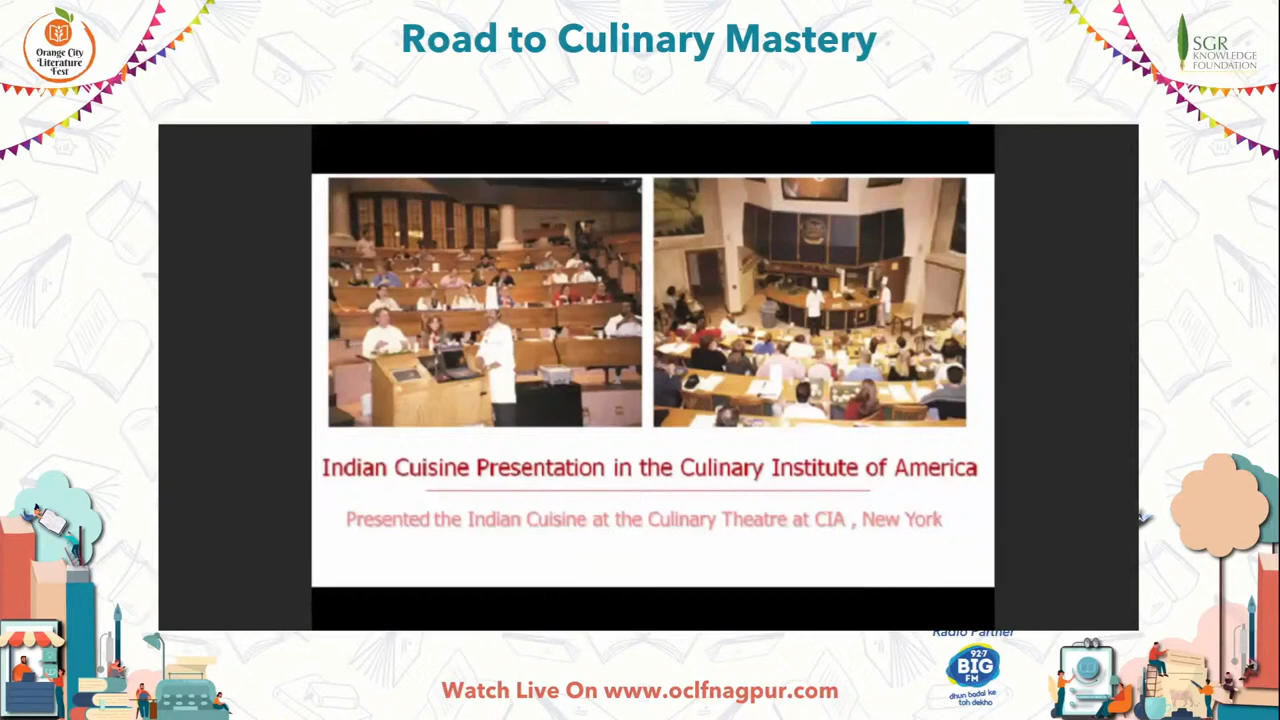 Road to Culinary Mastery
Orange City
Literature
Fest
SGR
KNOWLEDGE
FOUNDATION
Indian Cuisine Presentation in the Culinary Institute of America
Presented the Indian Cuisine at the Culinary Theatre at CIA , New York
Radio Partner
92.7
BIG
FM
dhun badal ke
toh dekho
Watch Live On www.oclfnagpur.com